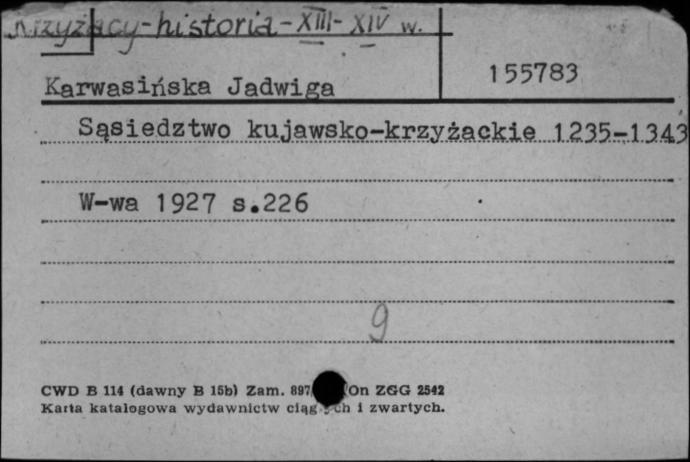 Krzyżacy-historia-XIII-XIV w.
155783
Karwasińska Jadwiga
Sąsiedztwo kujawsko-krzyżackie 1235-1343
W-wa 1927 s.226
9
CWD B 114 (dawny B 15b) Zam. 897 On ZGG 2542
Karta katalogowa wydawnictw i zwartych.